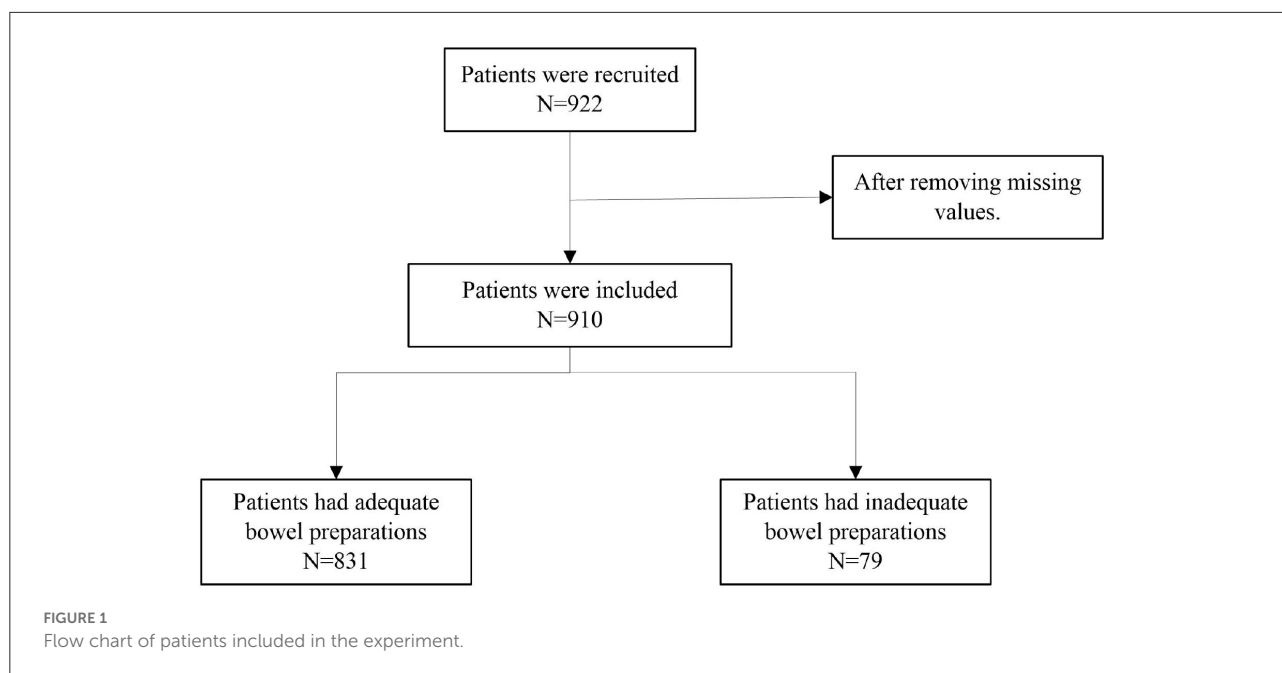 Patients were recruited
N=922
After removing missing
values.
Patients were included
N=910
Patients had adequate
bowel preparations
N=831
Patients had inadequate
bowel preparations
N=79
FIGURE 1
Flow chart of patients included in the experiment.